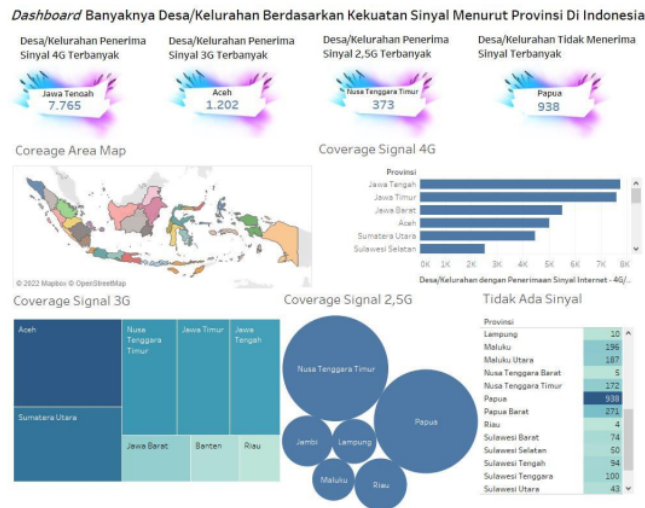 Dashboard Banyaknya Desa/Kelurahan Berdasarkan Kekuatan Sinyal Menurut Provinsi Di Indonesia
Desa/Kelurahan Penerima
Sinyal 4G Terbanyak
Jawa Tengah
7.765
Desa/Kelurahan Penerima
Sinyal 3G Terbanyak
Aceh
1.202
Desa/Kelurahan Penerima
Sinyal 2,5G Terbanyak
Nusa Tenggara Timur
373
Desa/Kelurahan Tidak Menerima
Sinyal Terbanyak
Papua
938
Coreage Area Map
© 2022 Mapbox © OpenStreetMap
Coverage Signal 4G
Provinsi
Jawa Tengah
Jawa Timur
Jawa Barat
Aceh
Sumatera Utara
Sulawesi Selatan
0K 1K 2K 3K 4K 5K 6K 7K 8K
Desa/Kelurahan dengan Penerimaan Sinyal Internet - 4G/..
Coverage Signal 3G
Aceh
Sumatera Utara
Nusa
Tenggara
Timur
Jawa Timur
Jawa
Tengah
Jawa Barat
Banten
Riau
Coverage Signal 2,5G
Nusa Tenggara Timur
Papua
Jambi
Lampung
Maluku
Riau
Tidak Ada Sinyal
Provinsi
Lampung 10
Maluku 196
Maluku Utara 187
Nusa Tenggara Barat 5
Nusa Tenggara Timur 172
Papua 938
Papua Barat 271
Riau 4
Sulawesi Barat 74
Sulawesi Selatan 50
Sulawesi Tengah 94
Sulawesi Tenggara 100
Sulawesi Utara 43